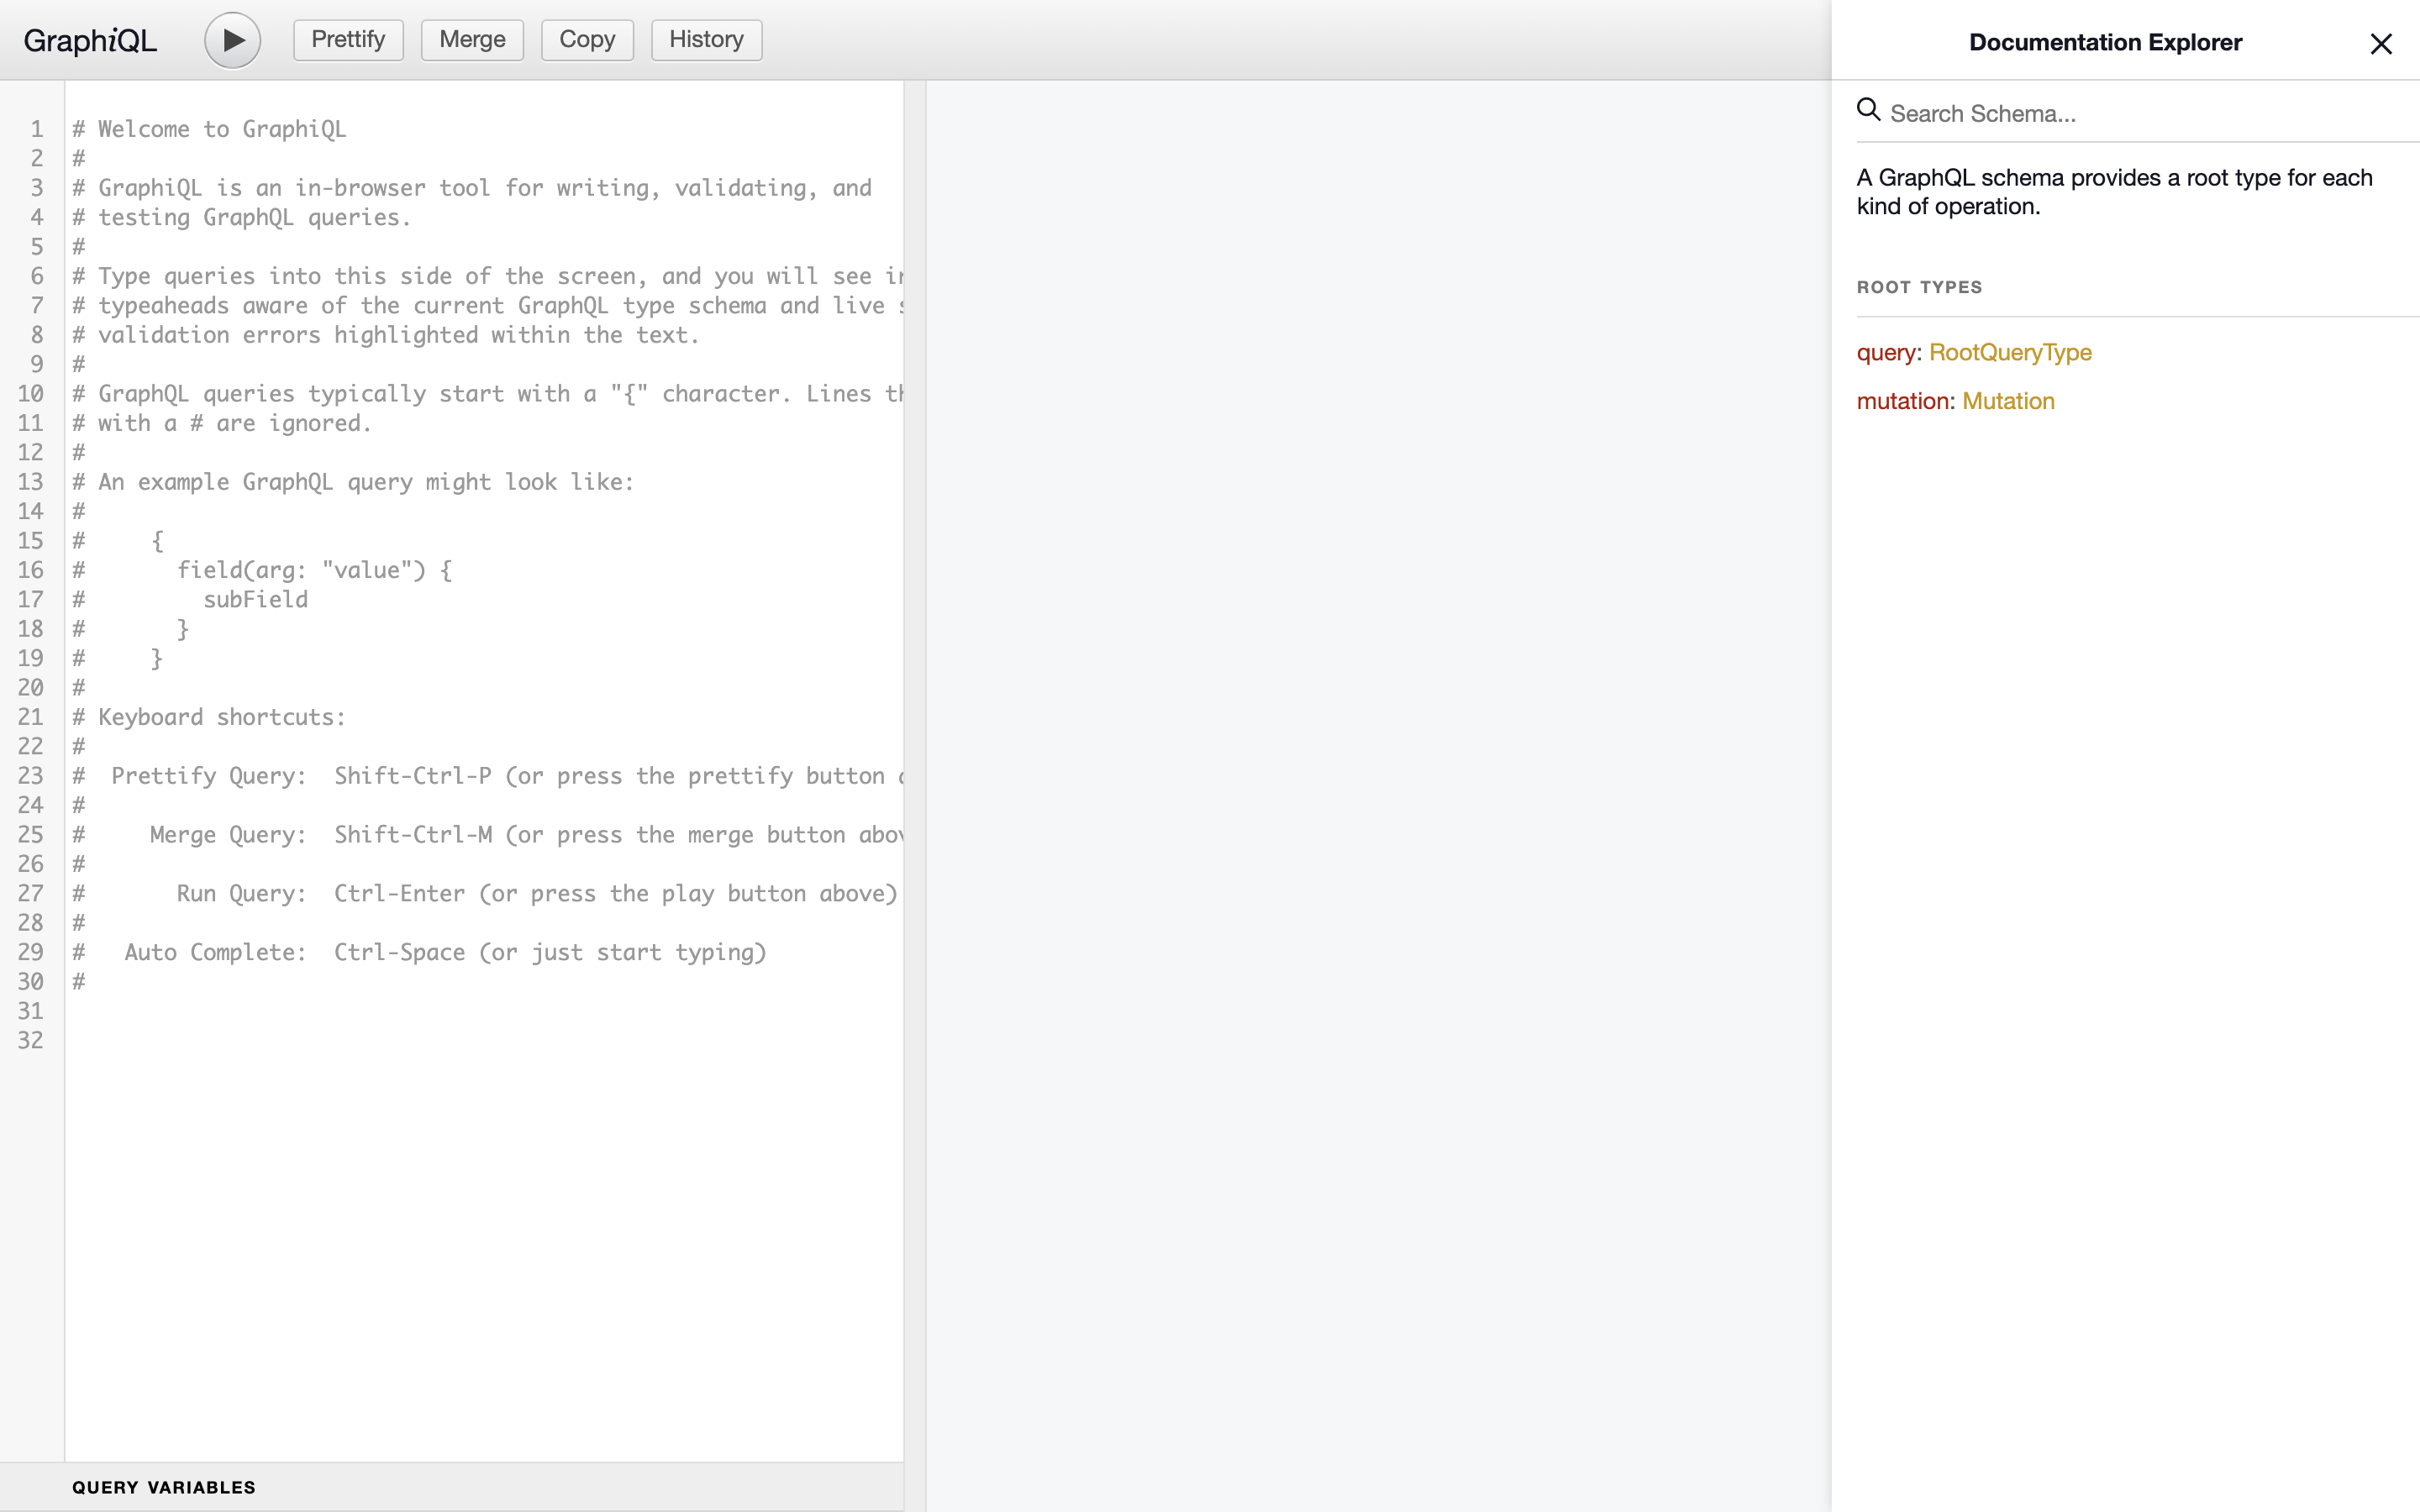 GraphiQL
Prettify
Merge
Copy
History
1 # Welcome to GraphiQL
2 #
3 # GraphiQL is an in-browser tool for writing, validating, and
4 # testing GraphQL queries.
5 #
6 # Type queries into this side of the screen, and you will see
7 # typeaheads aware of the current GraphQL type schema and live
8 # validation errors highlighted within the text.
9 #
10 # GraphQL queries typically start with a "{" character. Lines
11 # with a # are ignored.
12 #
13 # An example GraphQL query might look like:
14 #
15 #     {
16 #       field(arg: "value") {
17 #         subField
18 #       }
19 #     }
20 #
21 # Keyboard shortcuts:
22 #
23 #  Prettify Query:  Shift-Ctrl-P (or press the prettify button
24 #
25 #     Merge Query:  Shift-Ctrl-M (or press the merge button
26 #
27 #       Run Query:  Ctrl-Enter (or press the play button above)
28 #
29 #   Auto Complete:  Ctrl-Space (or just start typing)
30 #
31
32
QUERY VARIABLES
Documentation Explorer
Search Schema...
A GraphQL schema provides a root type for each
kind of operation.
ROOT TYPES
query: RootQueryType
mutation: Mutation